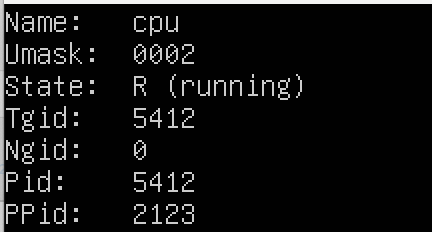 Name:   cpu
Umask:  0002
State:  R (running)
Tgid:   5412
Ngid:   0
Pid:    5412
PPid:   2123